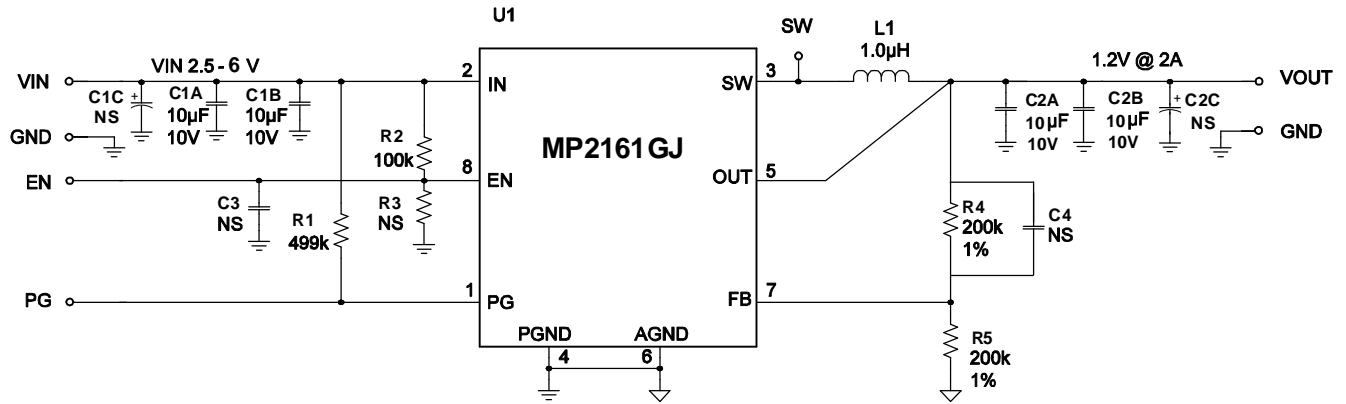 U1
VIN
VIN 2.5 - 6 V
C1C
NS
+
C1A
10µF
10V
C1B
10µF
10V
GND
EN
C3
NS
R1
499k
R2
100k
R3
NS
PG
2
IN
8
EN
1
PG
MP2161GJ
PGND
4
AGND
6
SW
3
OUT
5
FB
7
SW
L1
1.0µH
1.2V @ 2A
VOUT
C2A
10µF
10V
C2B
10µF
10V
+
C2C
NS
GND
R4
200k
1%
C4
NS
R5
200k
1%